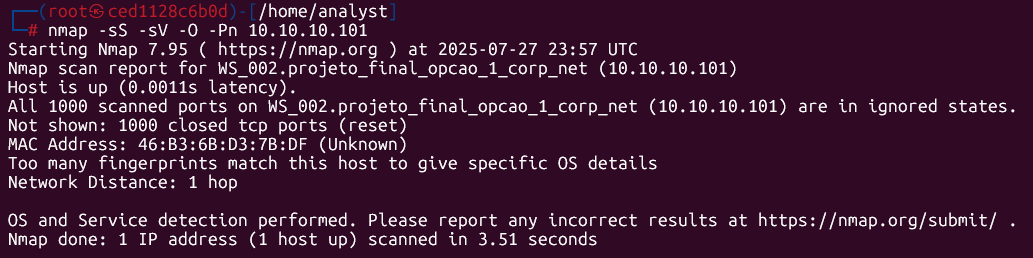 ┌──(root㉿ced1128c6b0d)-[/home/analyst]
└─# nmap -sS -sV -O -Pn 10.10.10.101
Starting Nmap 7.95 ( https://nmap.org ) at 2025-07-27 23:57 UTC
Nmap scan report for WS_002.projeto_final_opcao_1_corp_net (10.10.10.101)
Host is up (0.0011s latency).
All 1000 scanned ports on WS_002.projeto_final_opcao_1_corp_net (10.10.10.101) are in ignored states.
Not shown: 1000 closed tcp ports (reset)
MAC Address: 46:B3:6B:D3:7B:DF (Unknown)
Too many fingerprints match this host to give specific OS details
Network Distance: 1 hop

OS and Service detection performed. Please report any incorrect results at https://nmap.org/submit/ .
Nmap done: 1 IP address (1 host up) scanned in 3.51 seconds